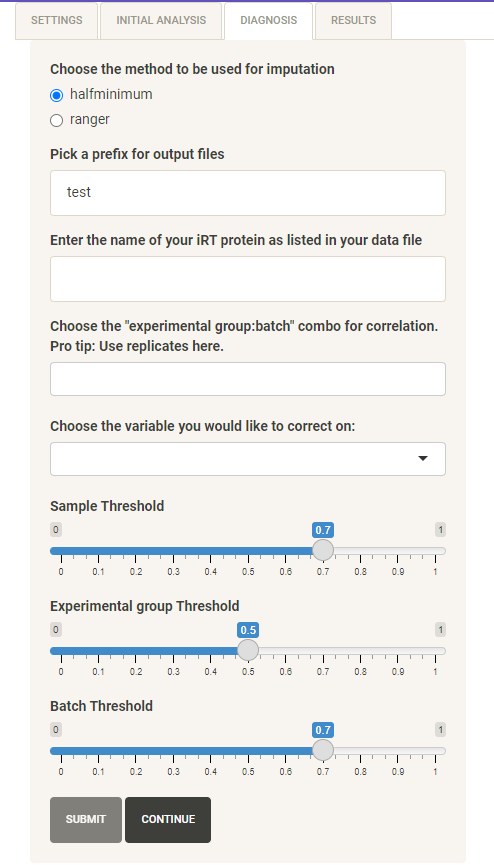 SETTINGS INITIAL ANALYSIS DIAGNOSIS RESULTS
Choose the method to be used for imputation
halfminimum
ranger
Pick a prefix for output files
test
Enter the name of your iRT protein as listed in your data file
Choose the "experimental group:batch" combo for correlation.
Pro tip: Use replicates here.
Choose the variable you would like to correct on:
Sample Threshold
0 0.7 1
0 0.1 0.2 0.3 0.4 0.5 0.6 0.7 0.8 0.9 1
Experimental group Threshold
0 0.5 1
0 0.1 0.2 0.3 0.4 0.5 0.6 0.7 0.8 0.9 1
Batch Threshold
0 0.7 1
0 0.1 0.2 0.3 0.4 0.5 0.6 0.7 0.8 0.9 1
SUBMIT CONTINUE